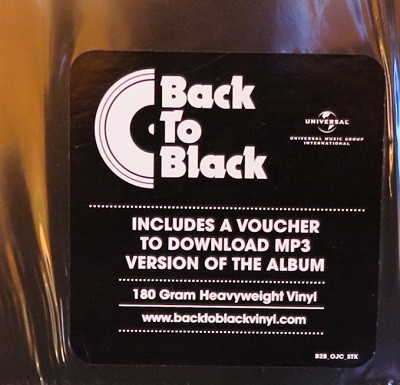 Back
To
Black
UNIVERSAL
UNIVERSAL MUSIC GROUP
INTERNATIONAL
INCLUDES A VOUCHER
TO DOWNLOAD MP3
VERSION OF THE ALBUM
180 Gram Heavyweight Vinyl
www.backtoblackvinyl.com
B2B_OJC_STK